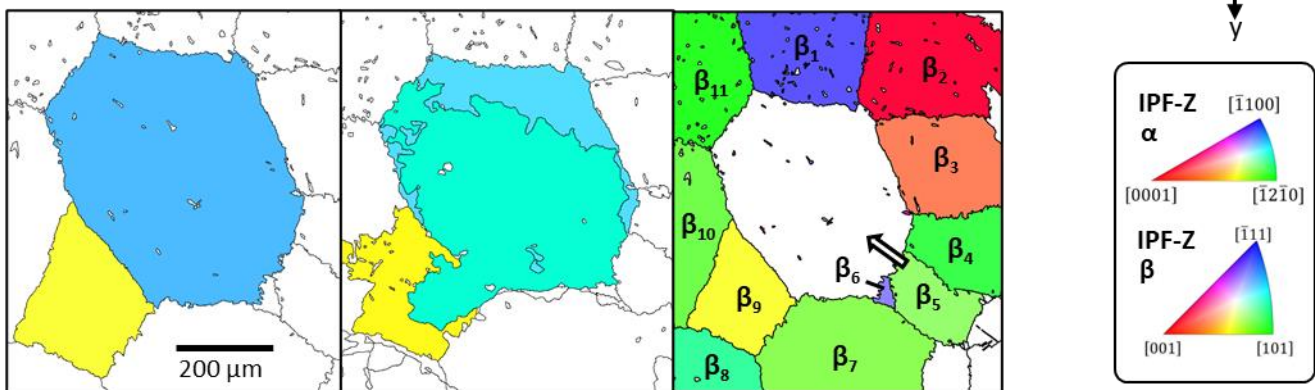 200 µm
β₁
β₂
β₁₁
β₃
β₁₀
β₄
β₆
β₅
β₉
β₇
β₈
y
IPF-Z
α
[1̅100]
[0001]
[1̅21̅0]
IPF-Z
β
[1̅11]
[001]
[101]